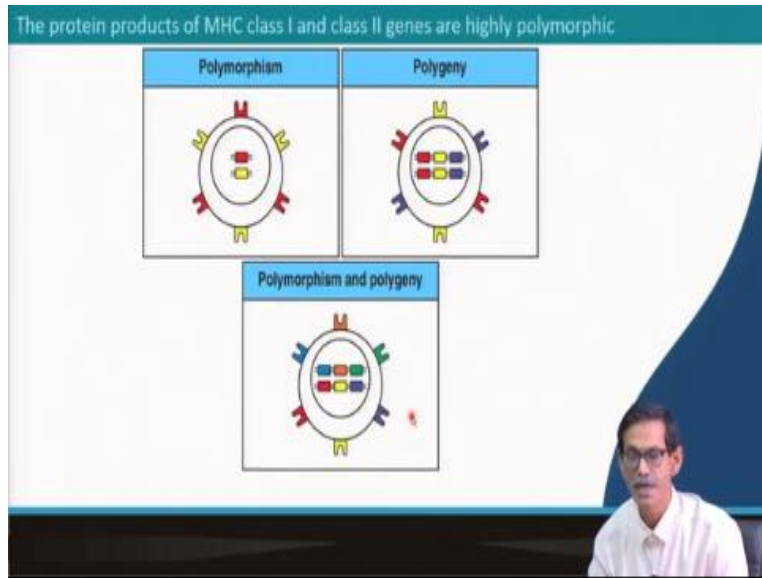 The protein products of MHC class I and class II genes are highly polymorphic
Polymorphism
Polygeny
Polymorphism and polygeny